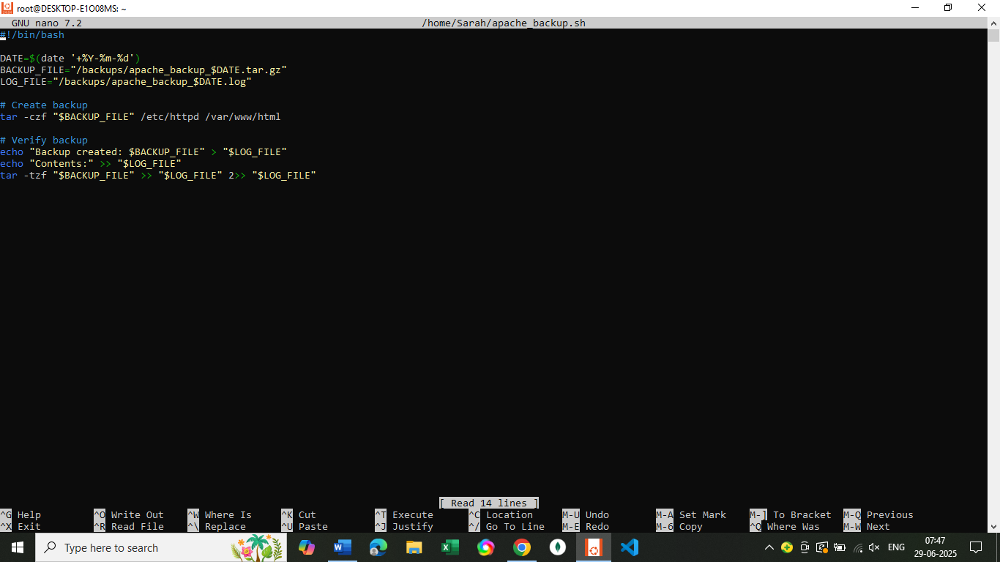 root@DESKTOP-E1O08MS: ~
GNU nano 7.2 /home/Sarah/apache_backup.sh
#!/bin/bash
DATE=$(date '+%Y-%m-%d')
BACKUP_FILE="/backups/apache_backup_$DATE.tar.gz"
LOG_FILE="/backups/apache_backup_$DATE.log"
# Create backup
tar -czf "$BACKUP_FILE" /etc/httpd /var/www/html
# Verify backup
echo "Backup created: $BACKUP_FILE" > "$LOG_FILE"
echo "Contents:" >> "$LOG_FILE"
tar -tzf "$BACKUP_FILE" >> "$LOG_FILE" 2>> "$LOG_FILE"
[ Read 14 lines ]
^G Help ^O Write Out ^W Where Is ^K Cut ^T Execute ^C Location M-U Undo M-A Set Mark M-] To Bracket M-Q Previous
^X Exit ^R Read File ^\ Replace ^U Paste ^J Justify ^/ Go To Line M-E Redo M-6 Copy ^Q Where Was M-W Next
Type here to search ENG 07:47
29-06-2025